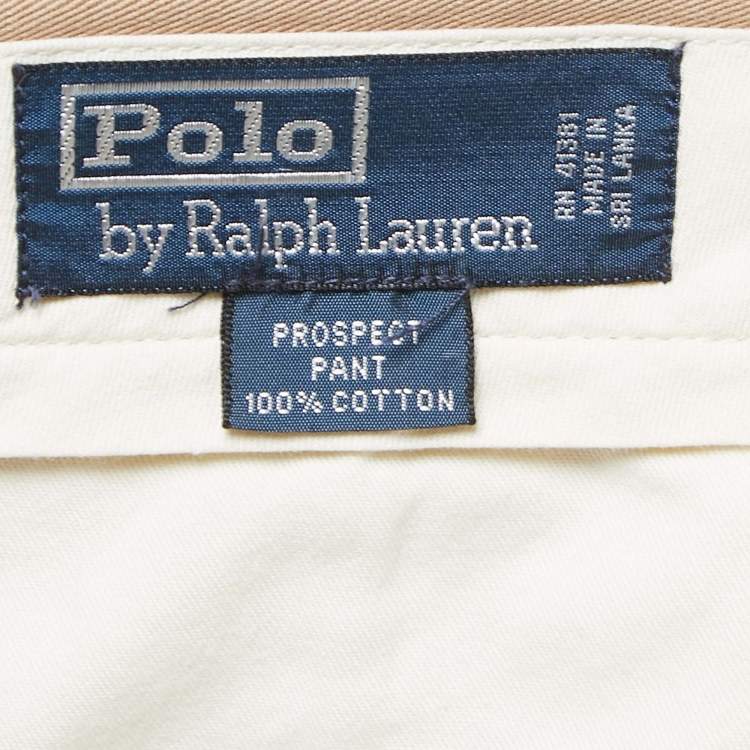 Polo
by Ralph Lauren
RN 41381
MADE IN
SRI LANKA
PROSPECT
PANT
100% COTTON